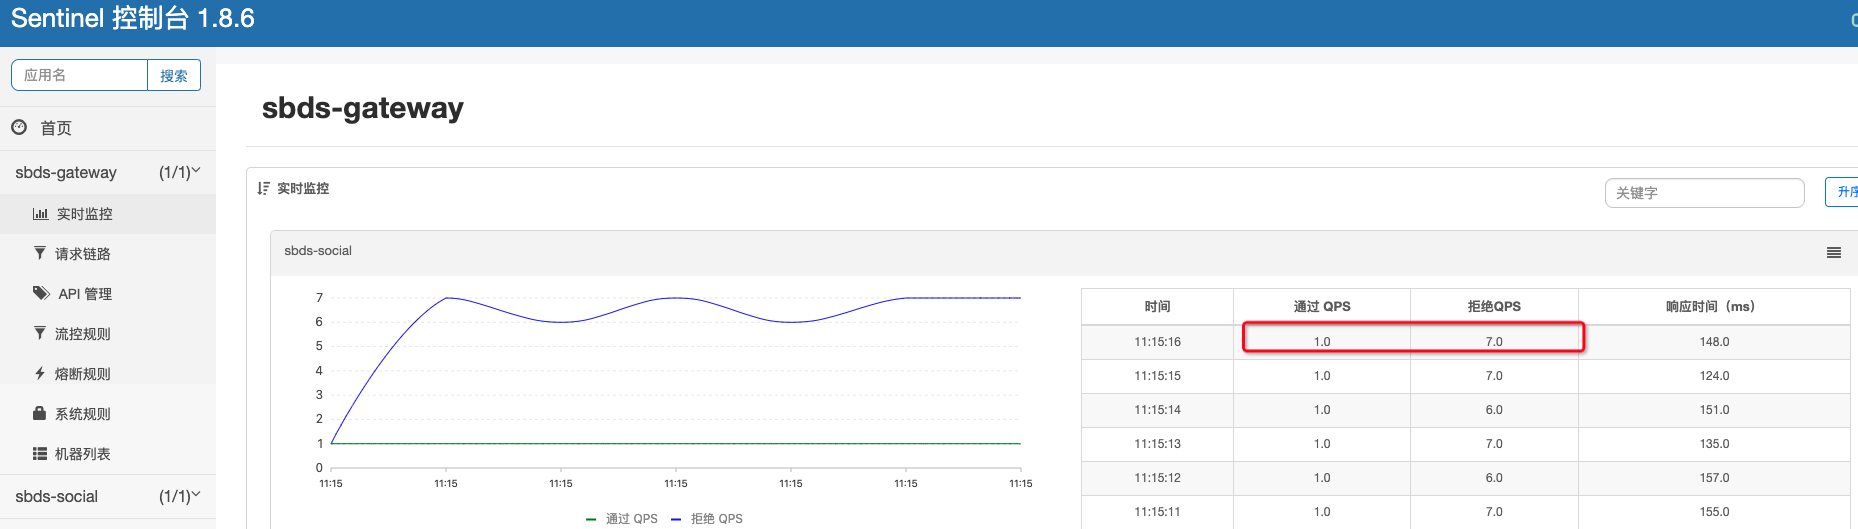 Sentinel 控制台 1.8.6
应用名 搜索
首页
sbds-gateway (1/1)
实时监控
请求链路
API 管理
流控规则
熔断规则
系统规则
机器列表
sbds-social (1/1)
sbds-gateway
实时监控 关键字
sbds-social
7
6
5
4
3
2
1
0
11:15 11:15 11:15 11:15 11:15 11:15 11:15
通过 QPS 拒绝 QPS
时间 通过 QPS 拒绝QPS 响应时间（ms）
11:15:16 1.0 7.0 148.0
11:15:15 1.0 7.0 124.0
11:15:14 1.0 6.0 151.0
11:15:13 1.0 7.0 135.0
11:15:12 1.0 6.0 157.0
11:15:11 1.0 7.0 155.0